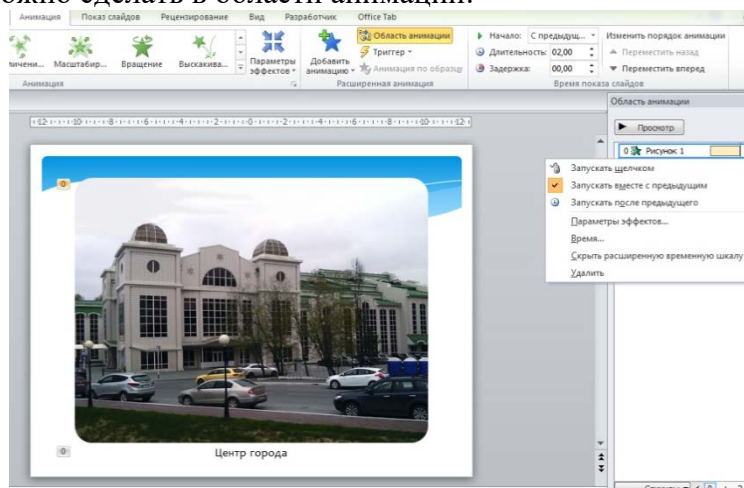 ожно сделать в области анимации.
Анимация Показ слайдов Рецензирование Вид Разработчик Office Tab
Масштабир... Вращение Выскакива...
Параметры эффектов
Добавить анимацию
Область анимации
Триггер
Анимация по образцу
Начало: С предыдущ...
Длительность: 02,00
Задержка: 00,00
Изменить порядок анимации
Переместить назад
Переместить вперед
Анимация Расширенная анимация Время показа слайдов
Область анимации
Просмотр
0 Рисунок 1
Запускать щелчком
Запускать вместе с предыдущим
Запускать после предыдущего
Параметры эффектов...
Время...
Скрыть расширенную временную шкалу
Удалить
0
0
Центр города